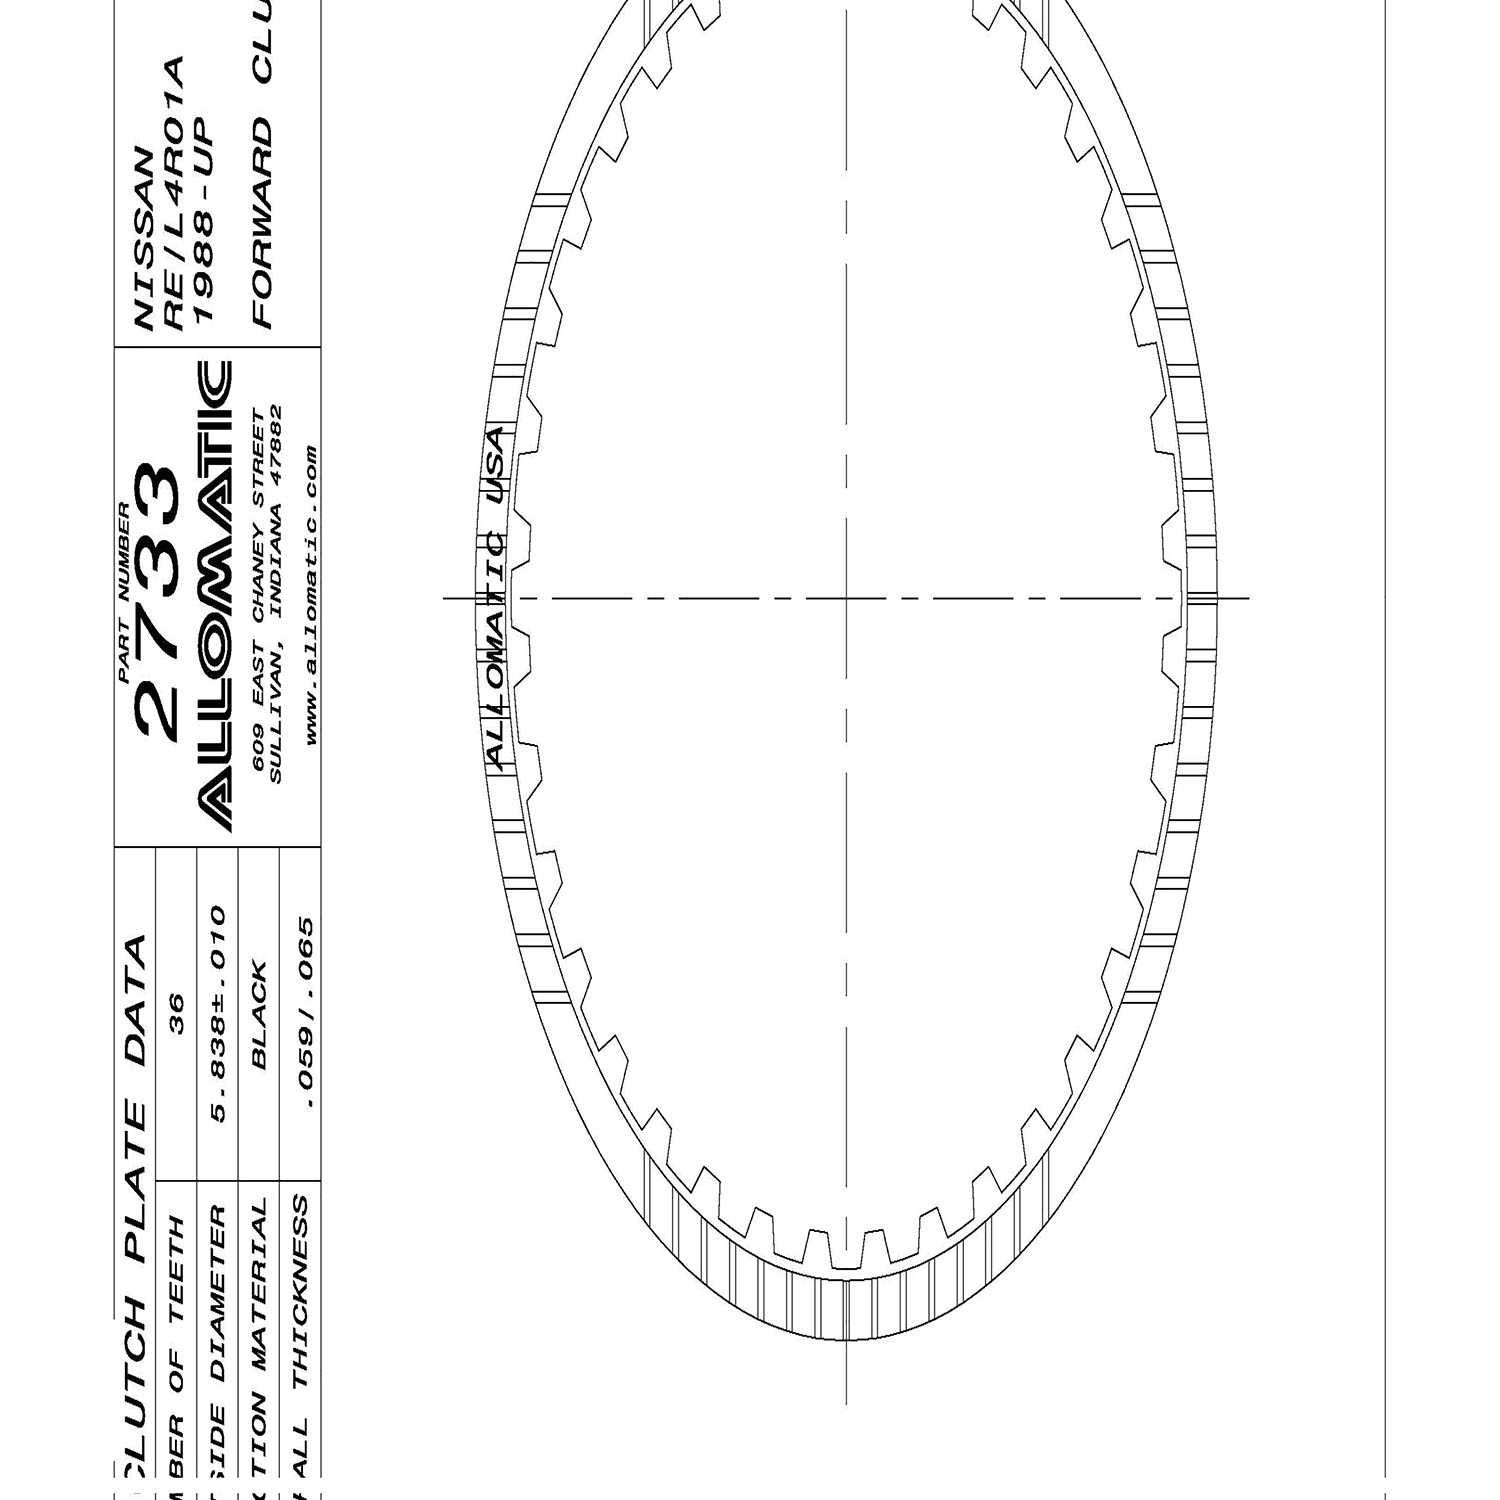 NISSAN
RE/L4R01A
1988-UP
FORWARD CLU
PART NUMBER
2733
ALLOMATIC
609 EAST CHANEY STREET
SULLIVAN, INDIANA 47882
www.allomatic.com
CLUTCH PLATE DATA
MBER OF TEETH 36
SIDE DIAMETER 5.838±.010
TION MATERIAL BLACK
ALL THICKNESS .059/.065
ALLOMATIC USA